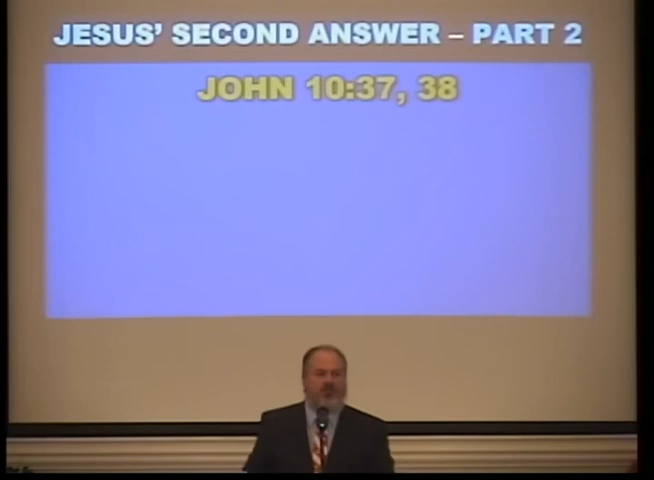 JESUS' SECOND ANSWER – PART 2
JOHN 10:37, 38